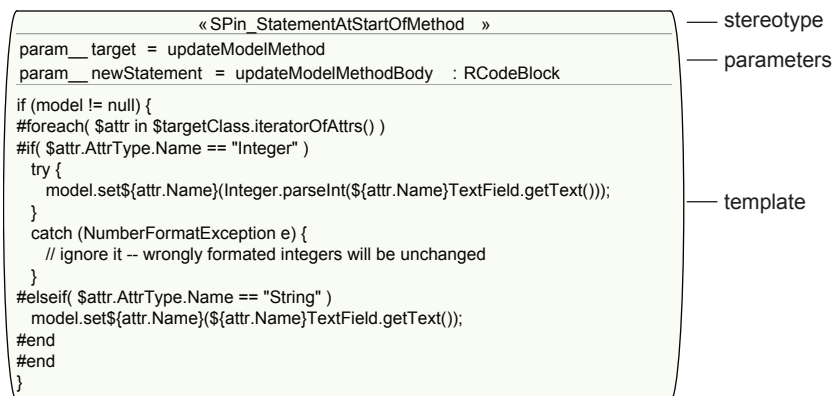 «SPin_StatementAtStartOfMethod »
stereotype
param__ target = updateModelMethod
param__ newStatement = updateModelMethodBody : RCodeBlock
parameters
if (model != null) {
#foreach( $attr in $targetClass.iteratorOfAttrs() )
#if( $attr.AttrType.Name == "Integer" )
try {
model.set${attr.Name}(Integer.parseInt(${attr.Name}TextField.getText()));
}
template
catch (NumberFormatException e) {
// ignore it -- wrongly formated integers will be unchanged
}
#elseif( $attr.AttrType.Name == "String" )
model.set${attr.Name}(${attr.Name}TextField.getText());
#end
#end
}